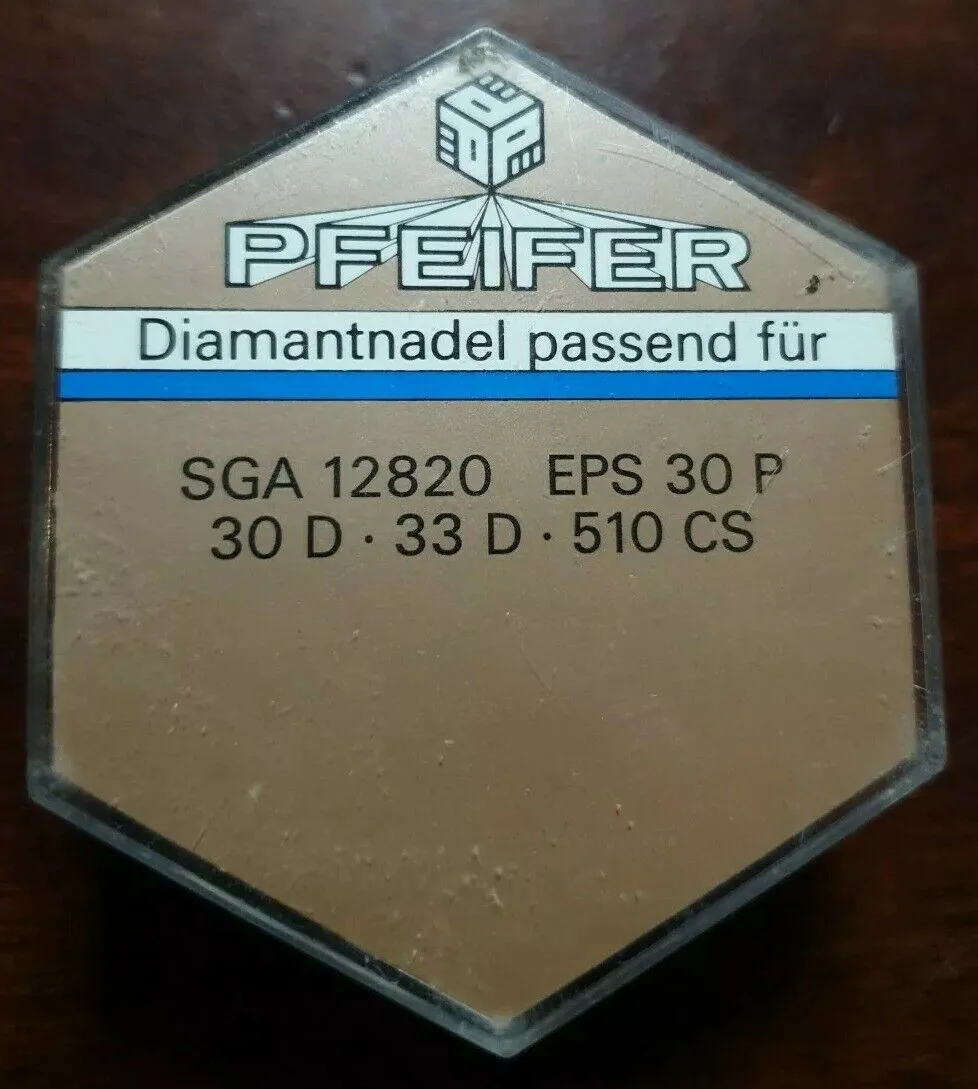 PFEIFER
Diamantnadel passend für
SGA 12820 EPS 30 P
30 D · 33 D · 510 CS